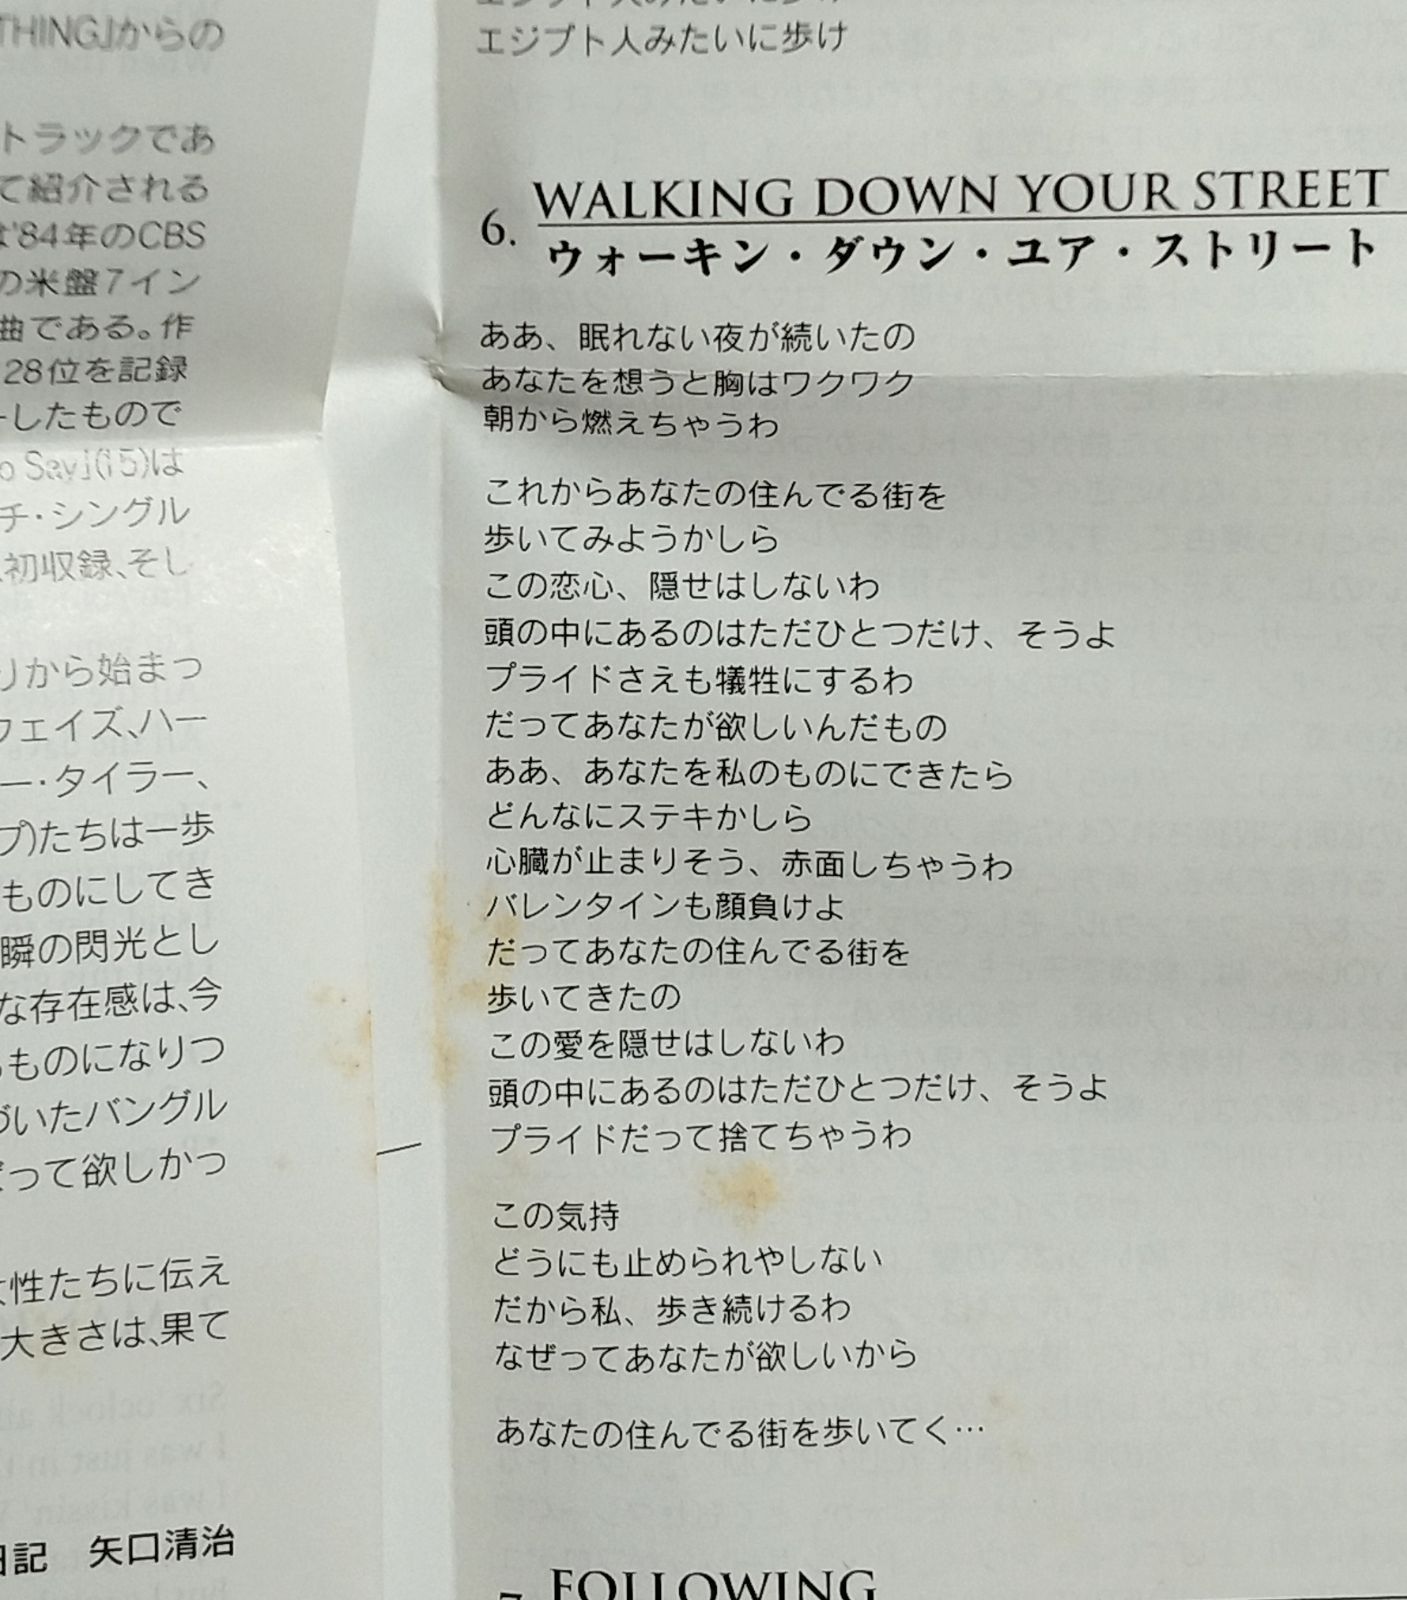 THING』からの
トラックであ
て紹介される
'84年のCBS
の米盤7イン
曲である。作
28位を記録
したもので
Say](15)は
チ・シングル
初収録、そし
りから始まっ
ウェイズ、ハー
ー・タイラー、
プ)たちは一歩
ものにしてき
瞬の閃光とし
な存在感は、今
ものになりつ
づいたバングル
って欲しかっ
性たちに伝え
大きさは、果て
日記 矢口清治
エジプト人みたいに歩け
6. WALKING DOWN YOUR STREET
ウォーキン・ダウン・ユア・ストリート
ああ、眠れない夜が続いたの
あなたを想うと胸はワクワク
朝から燃えちゃうわ
これからあなたの住んでる街を
歩いてみようかしら
この恋心、隠せはしないわ
頭の中にあるのはただひとつだけ、そうよ
プライドさえも犠牲にするわ
だってあなたが欲しいんだもの
ああ、あなたを私のものにできたら
どんなにステキかしら
心臓が止まりそう、赤面しちゃうわ
バレンタインも顔負けよ
だってあなたの住んでる街を
歩いてきたの
この愛を隠せはしないわ
頭の中にあるのはただひとつだけ、そうよ
プライドだって捨てちゃうわ
この気持
どうにも止められやしない
だから私、歩き続けるわ
なぜってあなたが欲しいから
あなたの住んでる街を歩いてく…
7. FOLLOWING